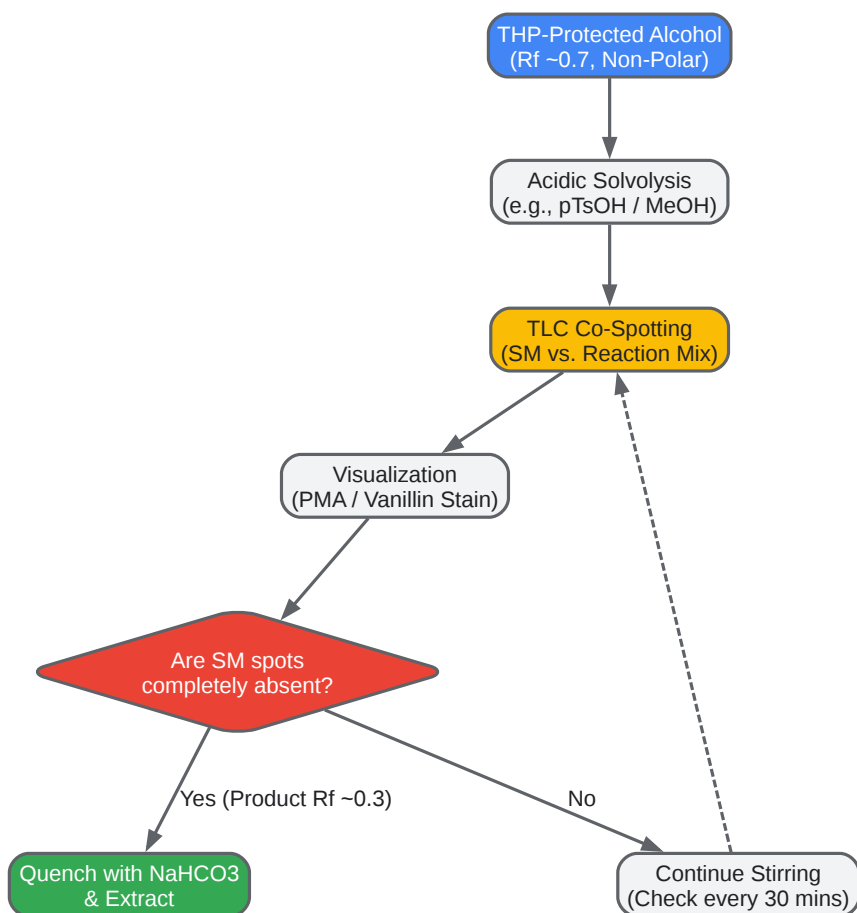 THP-Protected Alcohol
(Rf ~0.7, Non-Polar)
Acidic Solvolysis
(e.g., pTsOH / MeOH)
TLC Co-Spotting
(SM vs. Reaction Mix)
Visualization
(PMA / Vanillin Stain)
Are SM spots
completely absent?
Yes (Product Rf ~0.3)
No
Quench with NaHCO3
& Extract
Continue Stirring
(Check every 30 mins)